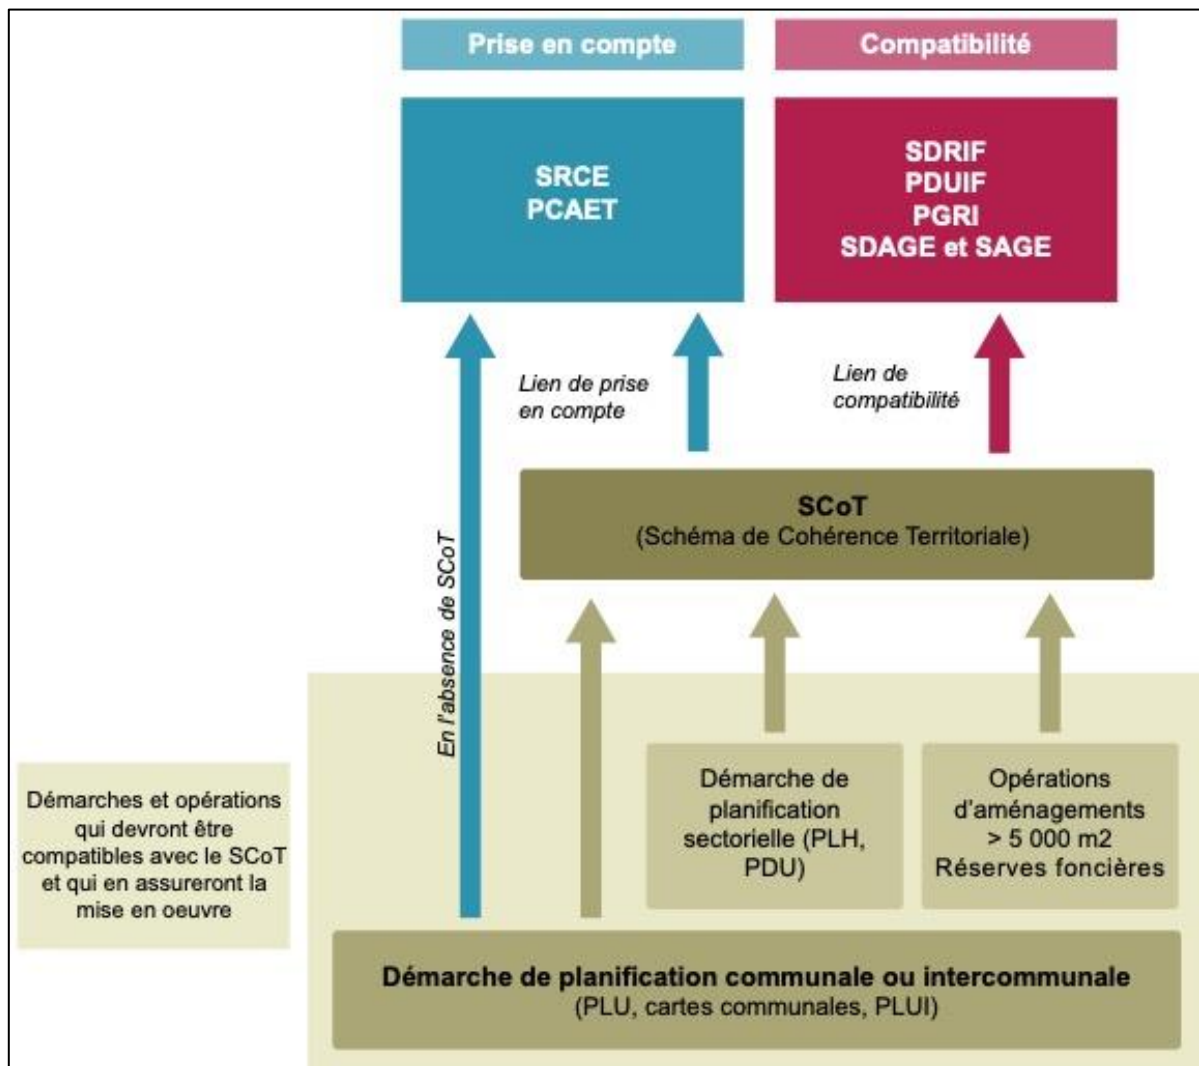 Prise en compte
Compatibilité
SRCE
PCAET
SDRIF
PDUIF
PGRI
SDAGE et SAGE
Lien de prise
en compte
Lien de
compatibilité
En l'absence de SCoT
SCoT
(Schéma de Cohérence Territoriale)
Démarches et opérations
qui devront être
compatibles avec le SCoT
et qui en assureront la
mise en oeuvre
Démarche de
planification
sectorielle (PLH,
PDU)
Opérations
d'aménagements
> 5 000 m2
Réserves foncières
Démarche de planification communale ou intercommunale
(PLU, cartes communales, PLUI)